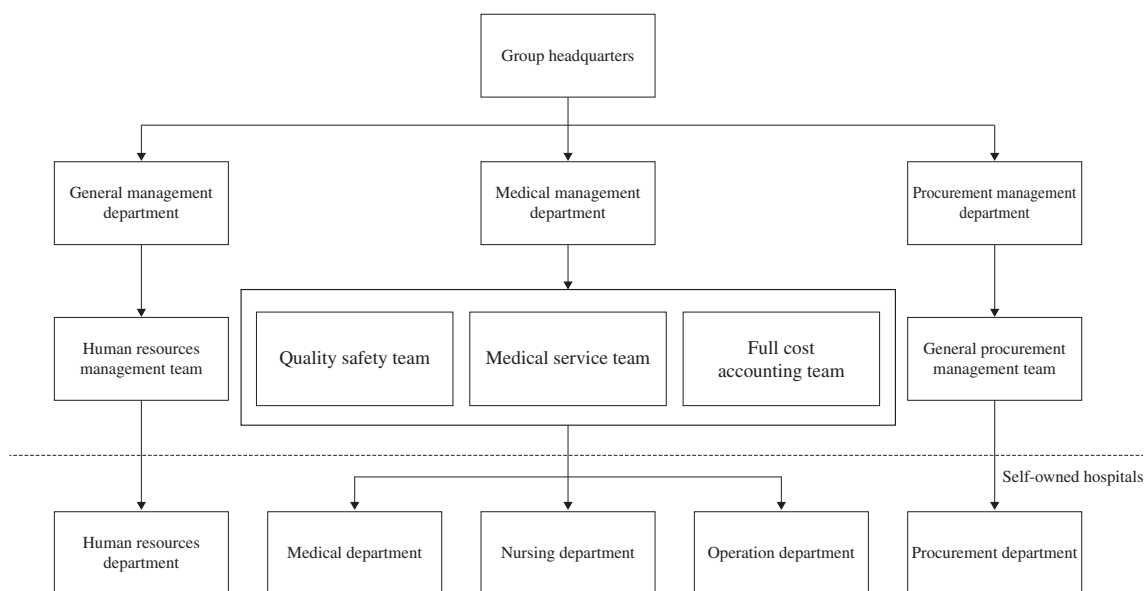 Group headquarters
General management
department
Medical management
department
Procurement management
department
Human resources
management team
Quality safety team
Medical service team
Full cost
accounting team
General procurement
management team
Self-owned hospitals
Human resources
department
Medical department
Nursing department
Operation department
Procurement department